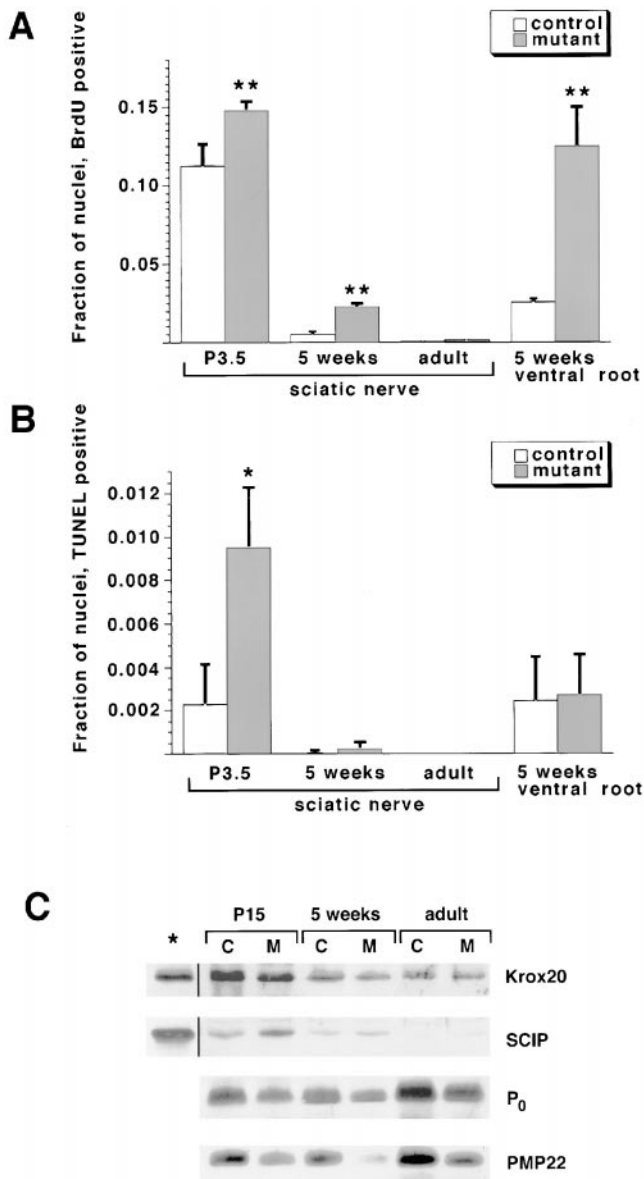 A
control
mutant
Fraction of nuclei, BrdU positive
0.15
0.10
0.05
**
**
**
P3.5 5 weeks adult 5 weeks
sciatic nerve ventral root
B
control
mutant
Fraction of nuclei, TUNEL positive
0.012
0.010
0.008
0.006
0.004
0.002
*
P3.5 5 weeks adult 5 weeks
sciatic nerve ventral root
C
P15 5 weeks adult
* C M C M C M
Krox20
SCIP
P0
PMP22